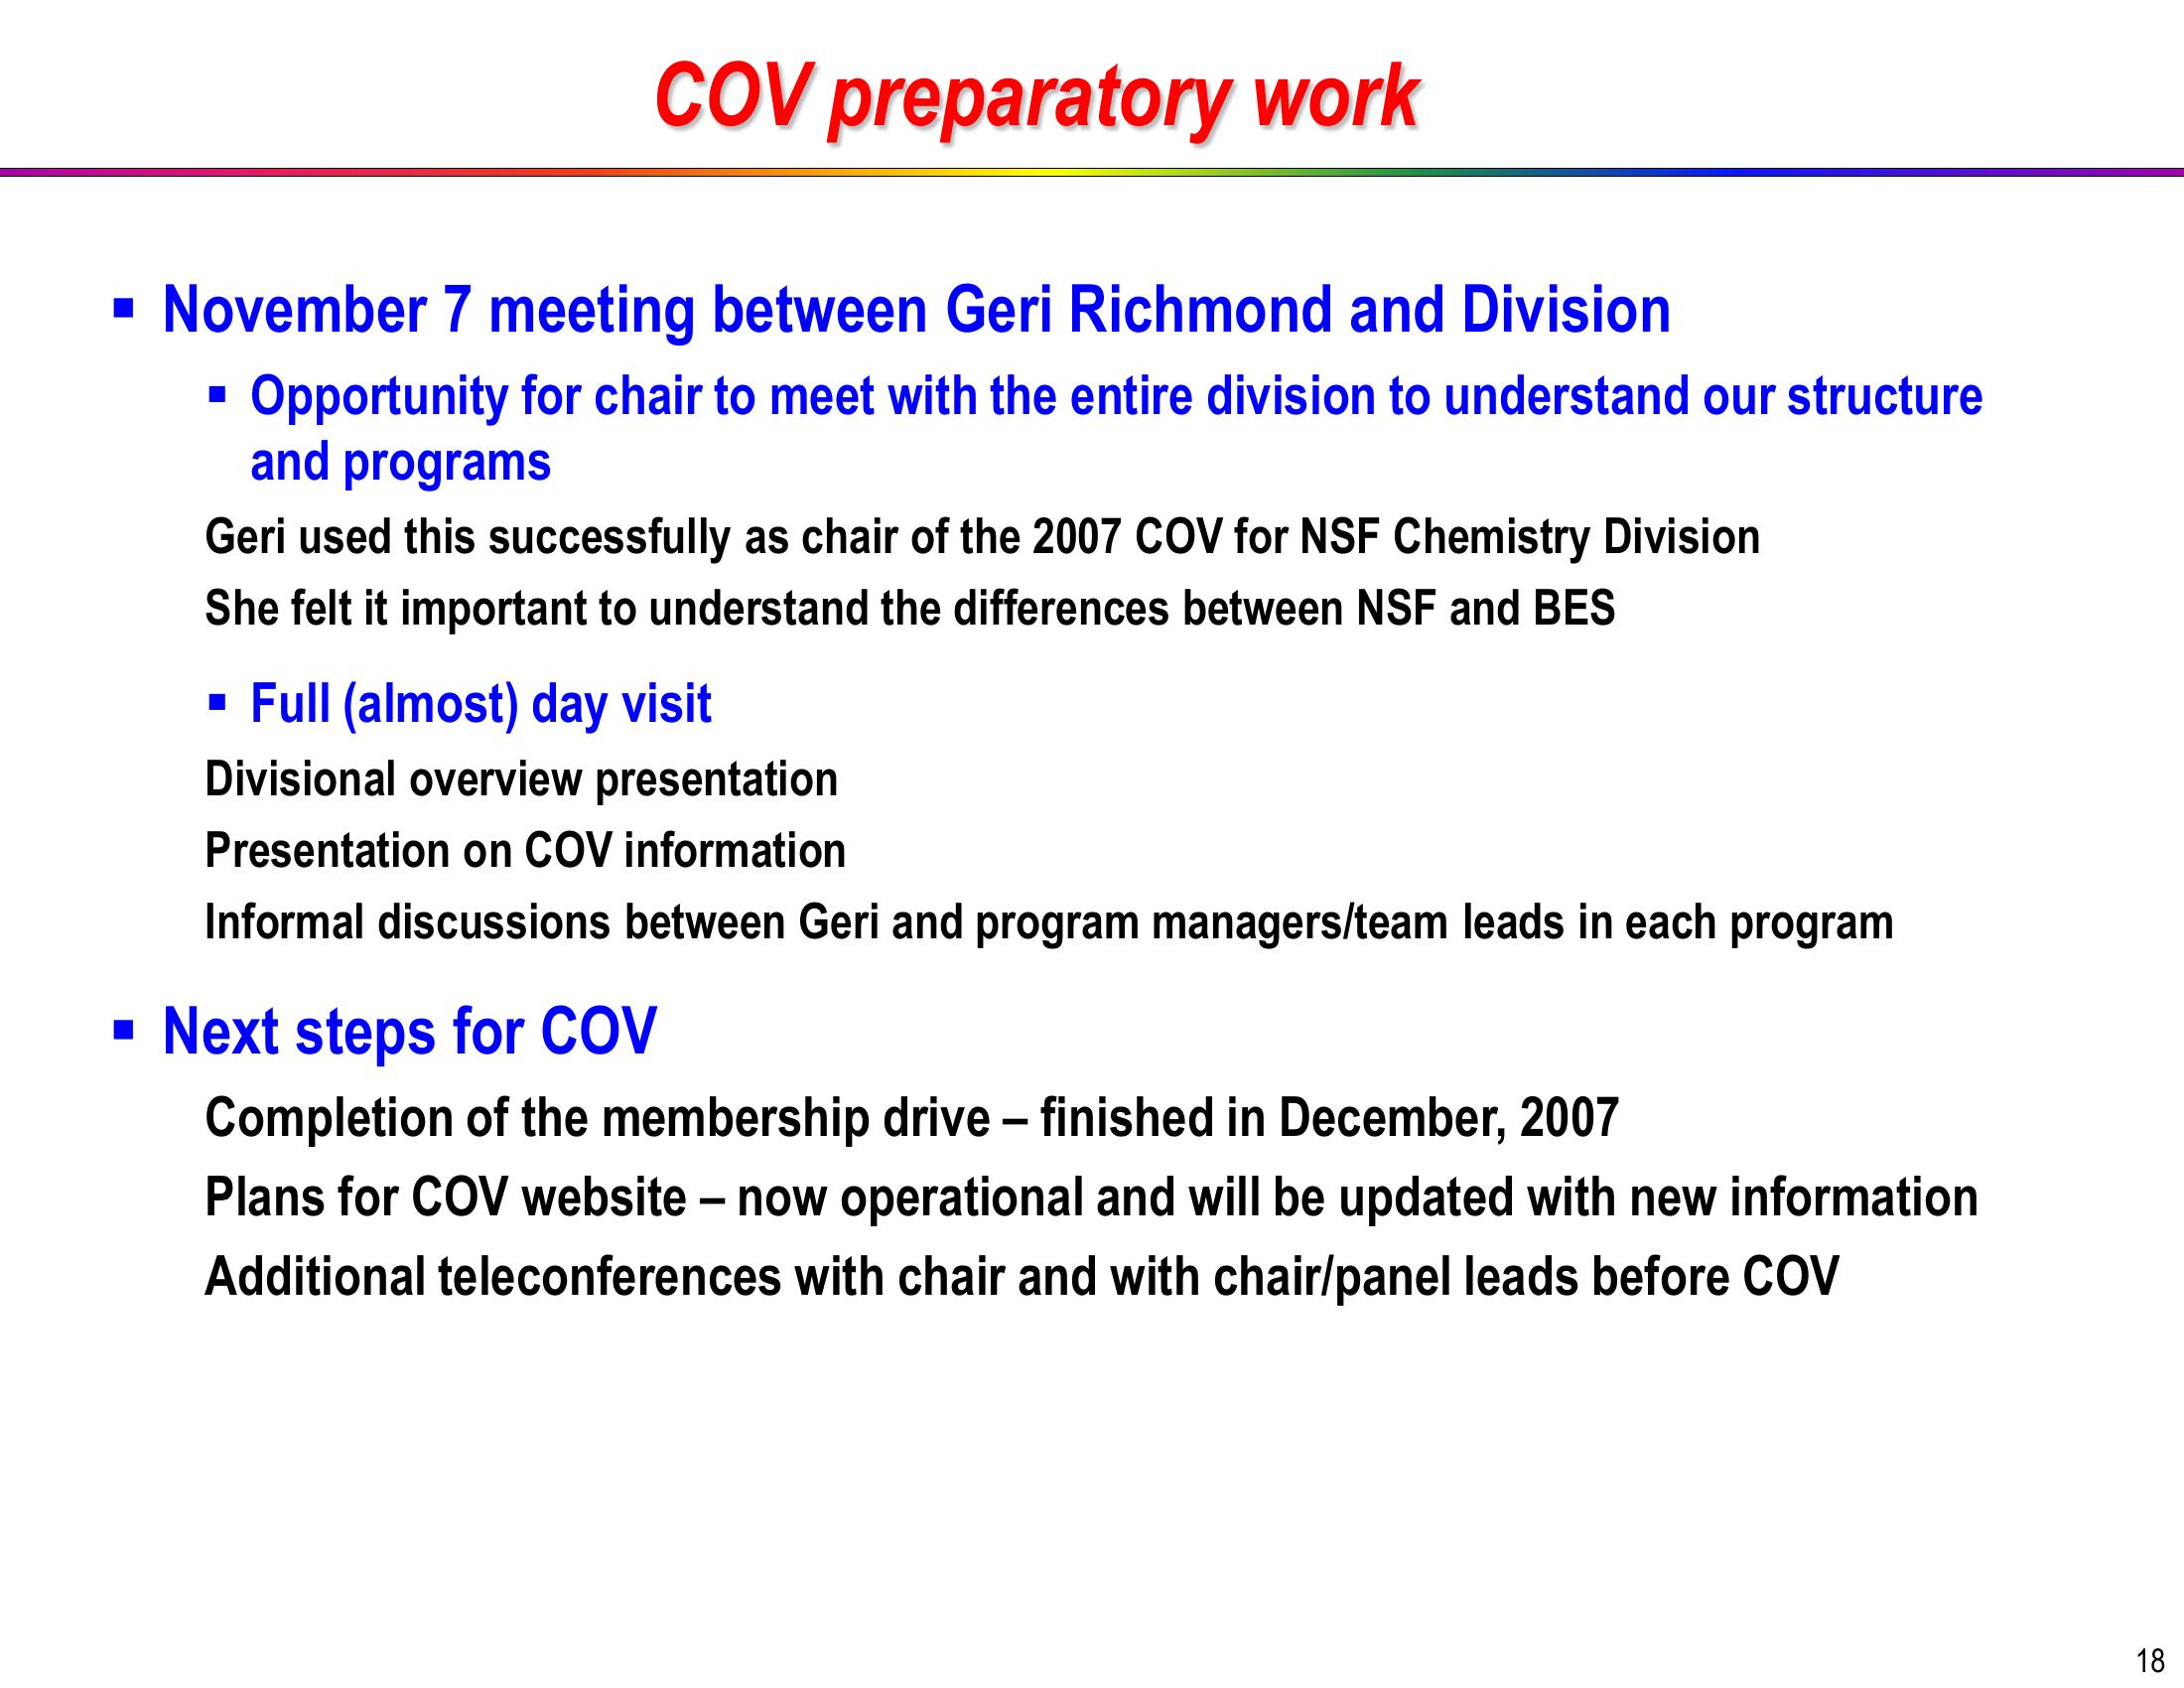 COV preparatory work
▪ November 7 meeting between Geri Richmond and Division
▪ Opportunity for chair to meet with the entire division to understand our structure
and programs
Geri used this successfully as chair of the 2007 COV for NSF Chemistry Division
She felt it important to understand the differences between NSF and BES
▪ Full (almost) day visit
Divisional overview presentation
Presentation on COV information
Informal discussions between Geri and program managers/team leads in each program
▪ Next steps for COV
Completion of the membership drive – finished in December, 2007
Plans for COV website – now operational and will be updated with new information
Additional teleconferences with chair and with chair/panel leads before COV
18